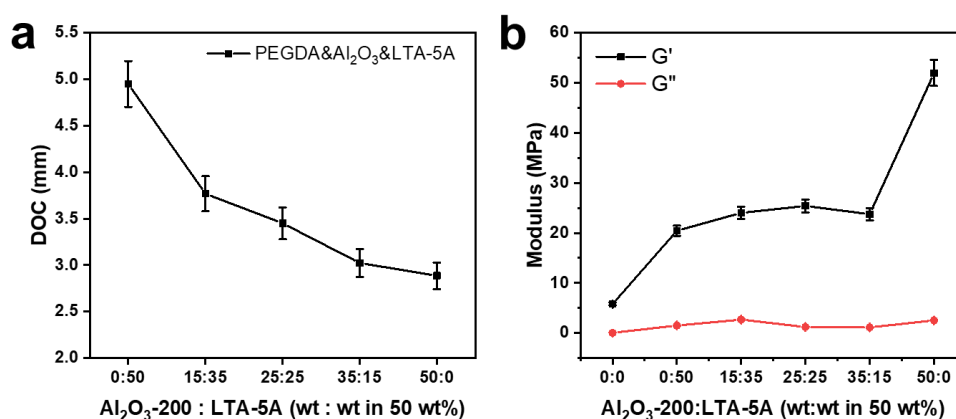 a
5.5
5.0
4.5
4.0
3.5
3.0
2.5
2.0
DOC (mm)
PEGDA&Al₂O₃&LTA-5A
0:50 15:35 25:25 35:15 50:0
Al₂O₃-200 : LTA-5A (wt : wt in 50 wt%)
b
60
50
40
30
20
10
0
Modulus (MPa)
G'
G"
0:0 0:50 15:35 25:25 35:15 50:0
Al₂O₃-200:LTA-5A (wt:wt in 50 wt%)